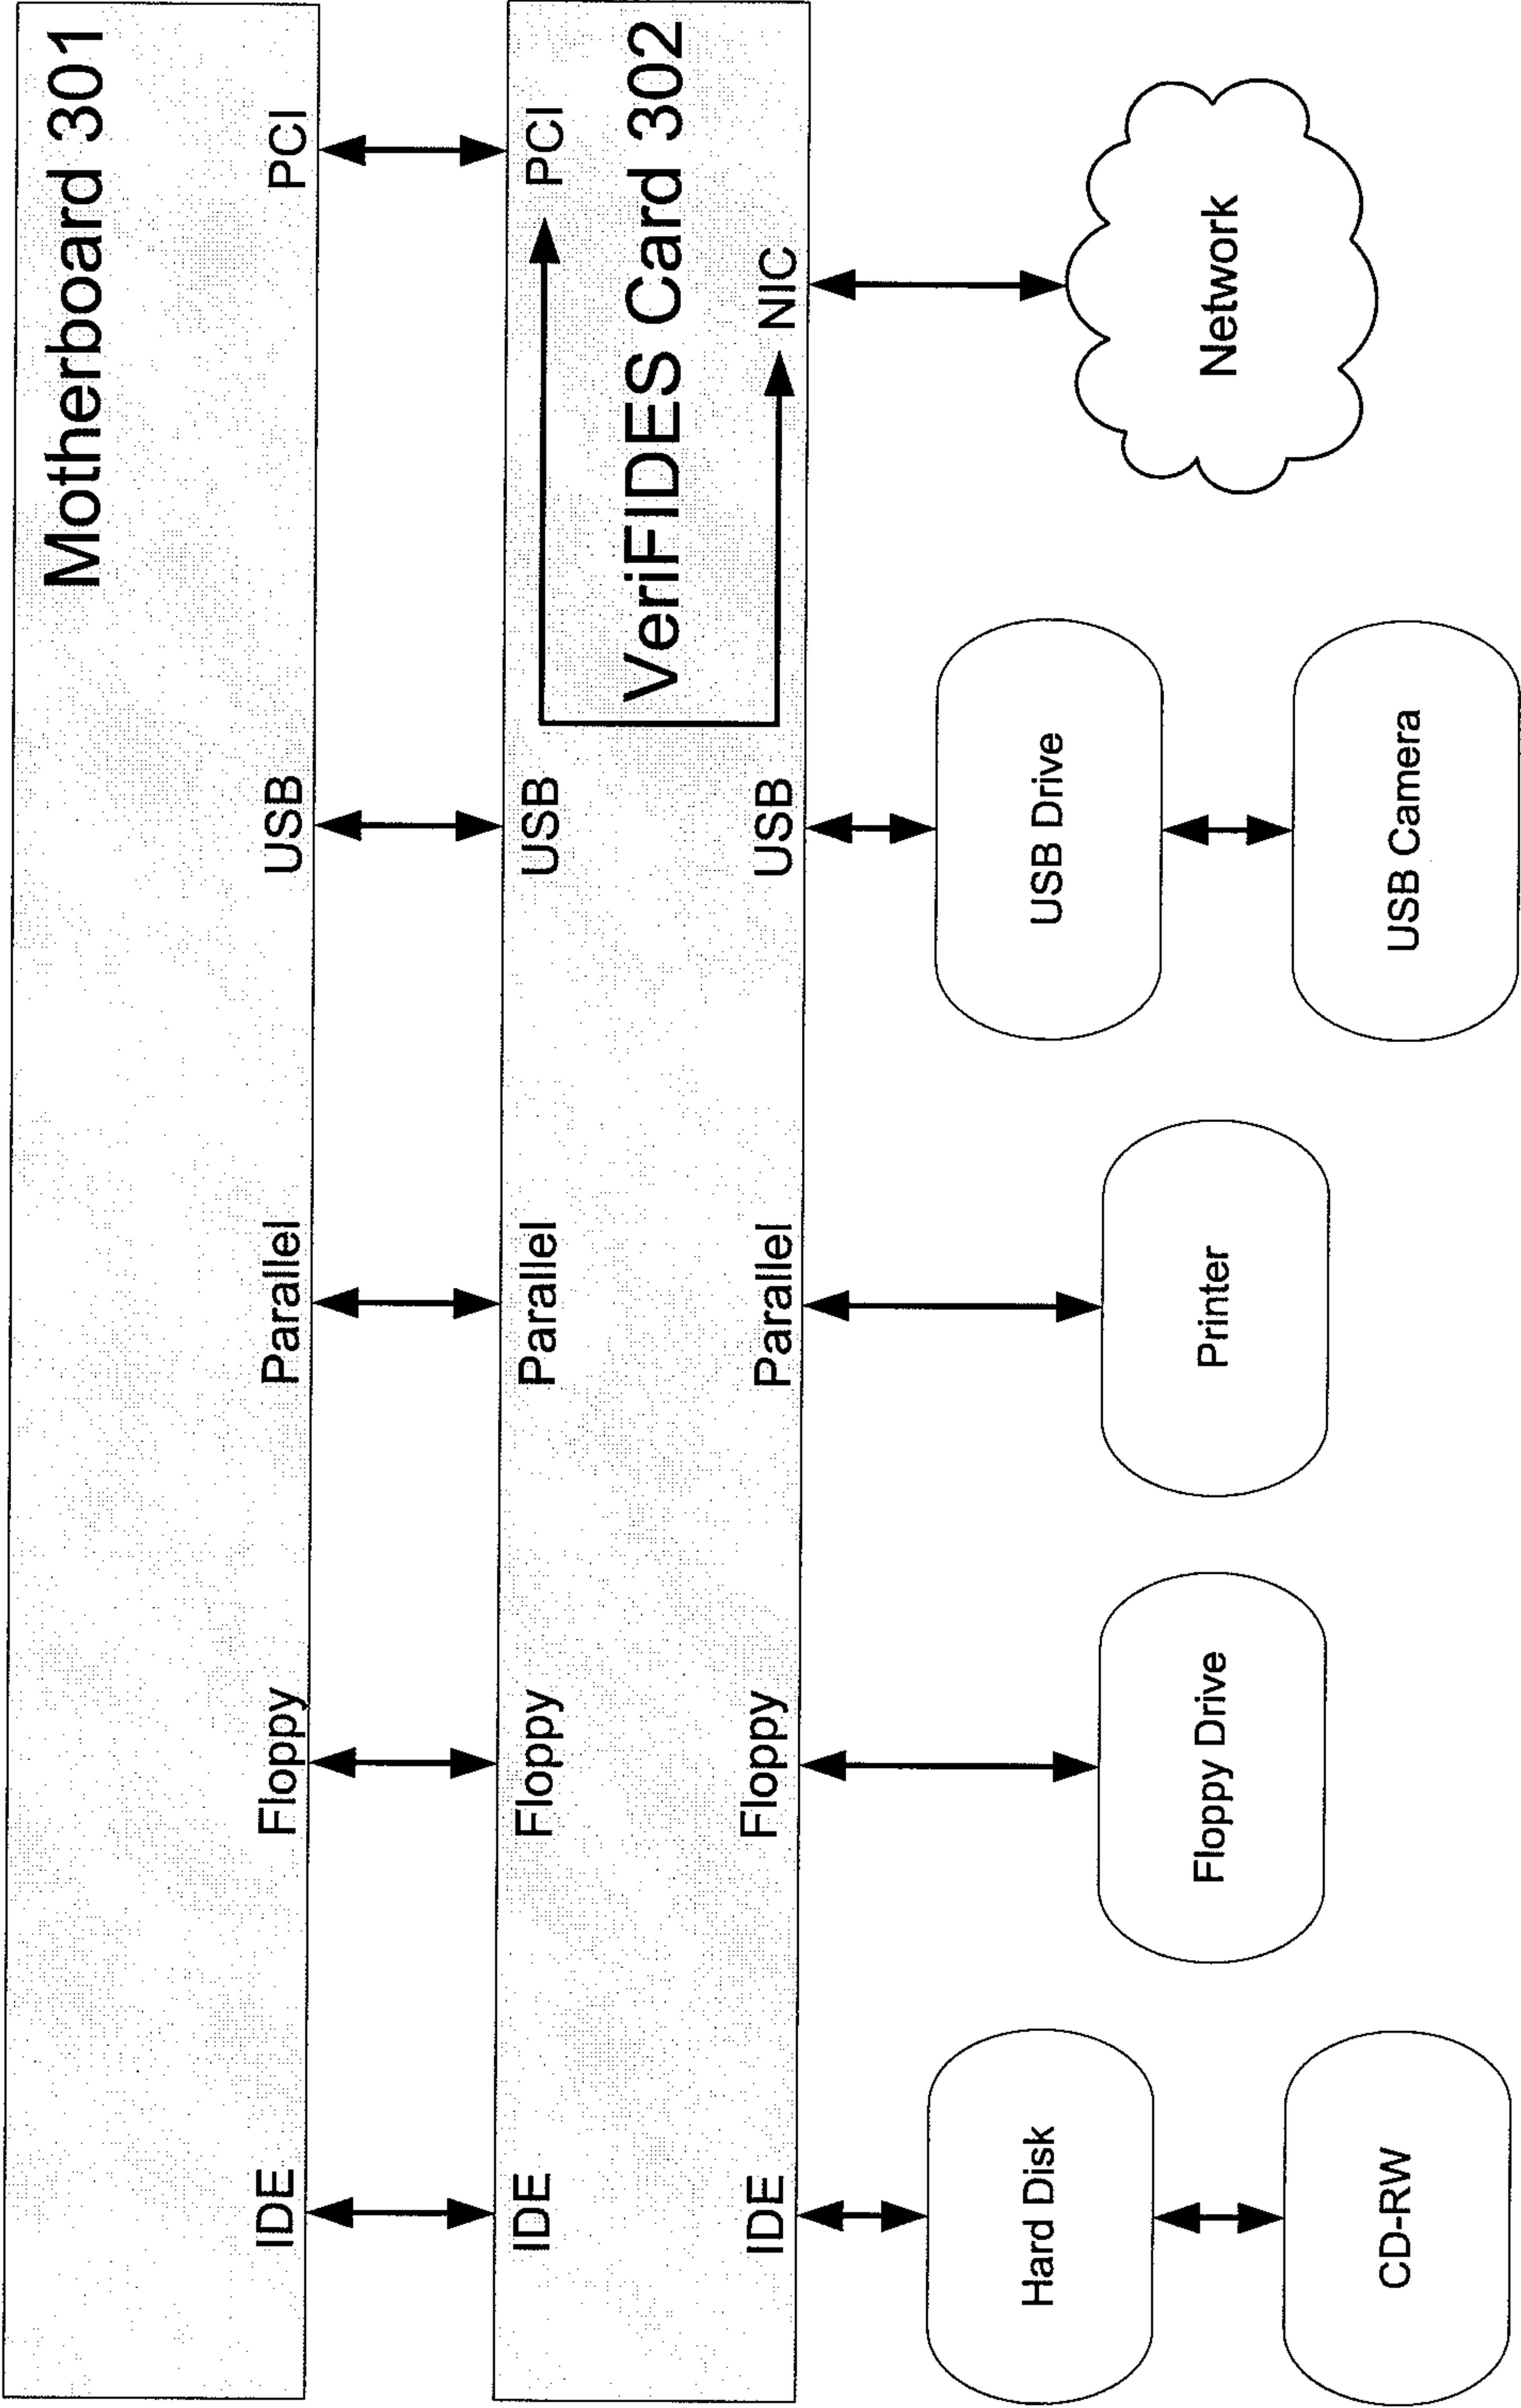 Motherboard 301
IDE
Floppy
Parallel
USB
PCI
IDE
Floppy
Parallel
USB
PCI
VeriFIDES Card 302
IDE
Floppy
Parallel
USB
NIC
Hard Disk
CD-RW
Floppy Drive
Printer
USB Drive
USB Camera
Network